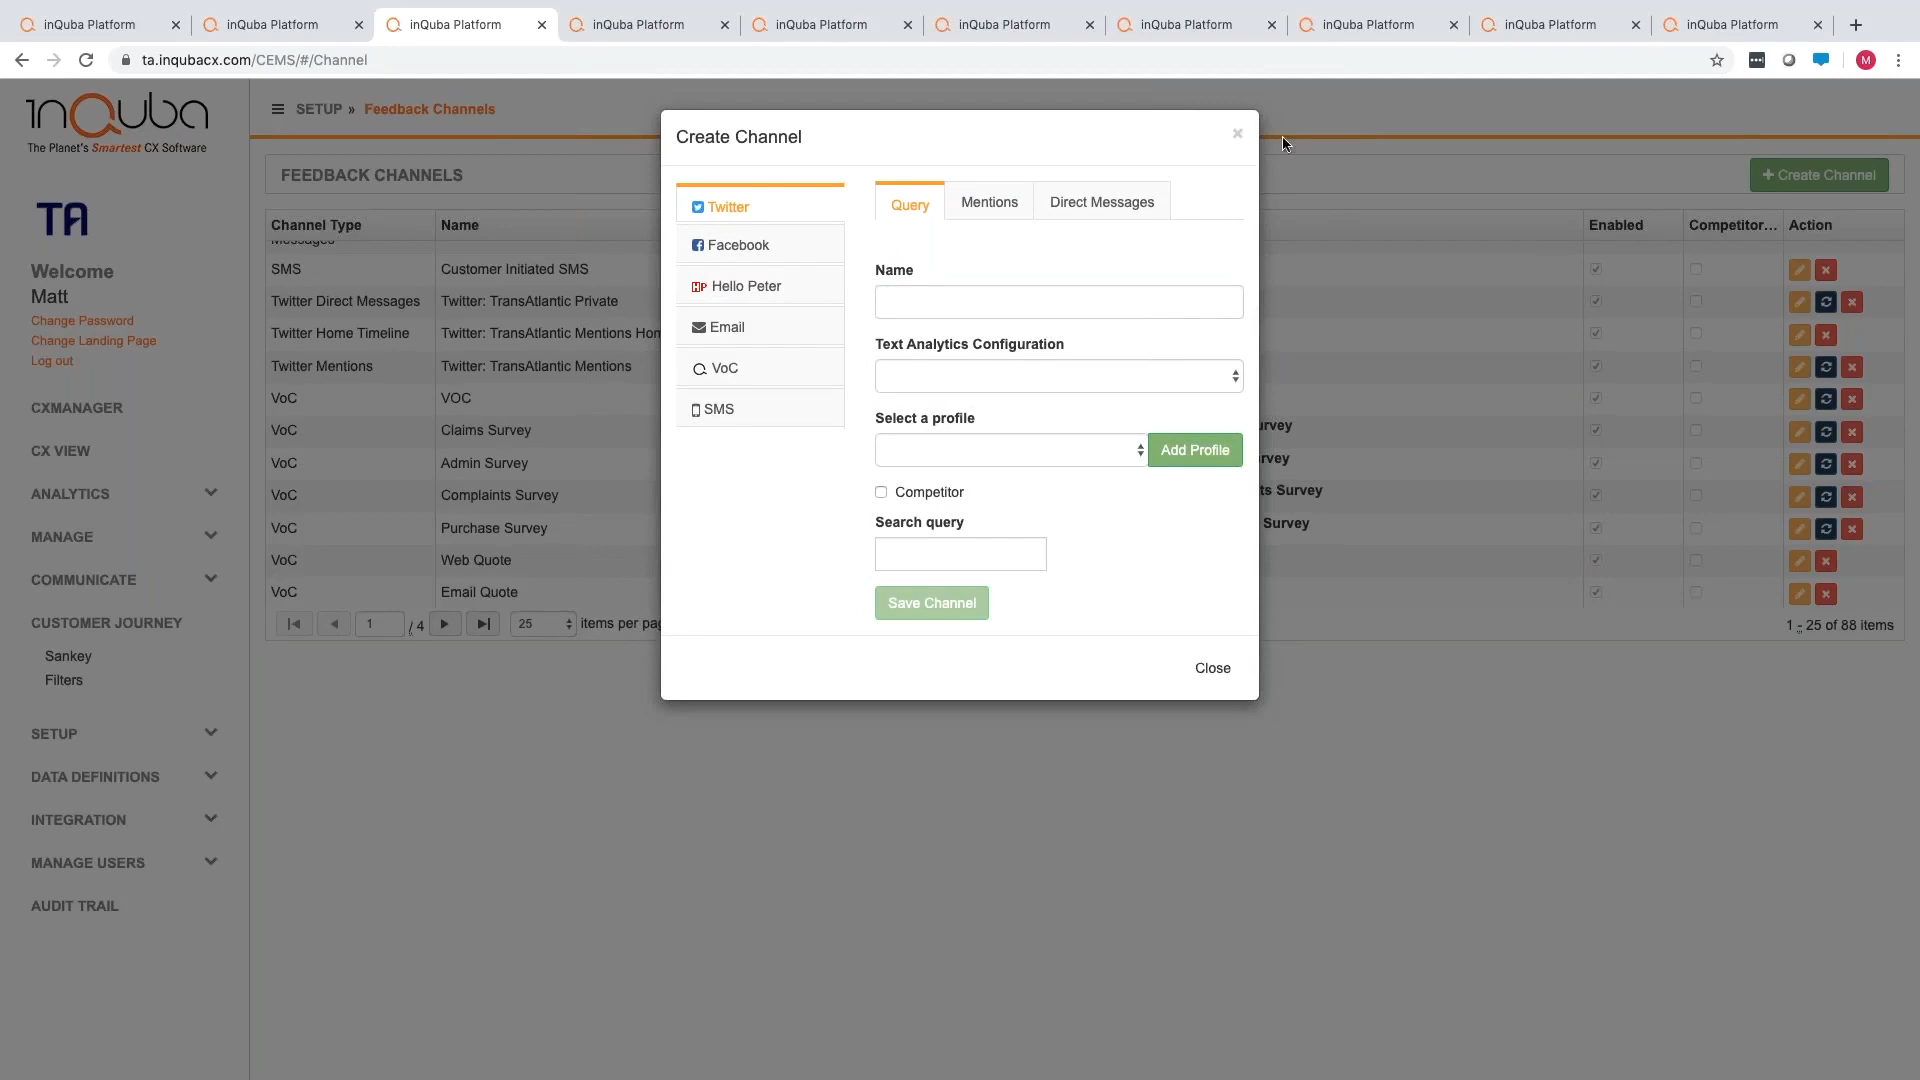 inQuba Platform inQuba Platform inQuba Platform inQuba Platform inQuba Platform inQuba Platform inQuba Platform inQuba Platform inQuba Platform inQuba Platform
ta.inqubacx.com/CEMS/#/Channel
M
inQuba
The Planet's Smartest CX Software
TA
Welcome
Matt
Change Password
Change Landing Page
Log out
CXMANAGER
CX VIEW
ANALYTICS
MANAGE
COMMUNICATE
CUSTOMER JOURNEY
Sankey
Filters
SETUP
DATA DEFINITIONS
INTEGRATION
MANAGE USERS
AUDIT TRAIL
SETUP » Feedback Channels
FEEDBACK CHANNELS
+ Create Channel
Channel Type Name Enabled Competitor... Action
Messages
SMS Customer Initiated SMS
Twitter Direct Messages Twitter: TransAtlantic Private
Twitter Home Timeline Twitter: TransAtlantic Mentions Hom
Twitter Mentions Twitter: TransAtlantic Mentions
VoC VOC
VoC Claims Survey urvey
VoC Admin Survey rvey
VoC Complaints Survey ts Survey
VoC Purchase Survey Survey
VoC Web Quote
VoC Email Quote
1 / 4 25 items per pag
1 - 25 of 88 items
Create Channel
×
Twitter
Facebook
HP Hello Peter
Email
VoC
SMS
Query Mentions Direct Messages
Name
Text Analytics Configuration
Select a profile
Add Profile
Competitor
Search query
Save Channel
Close